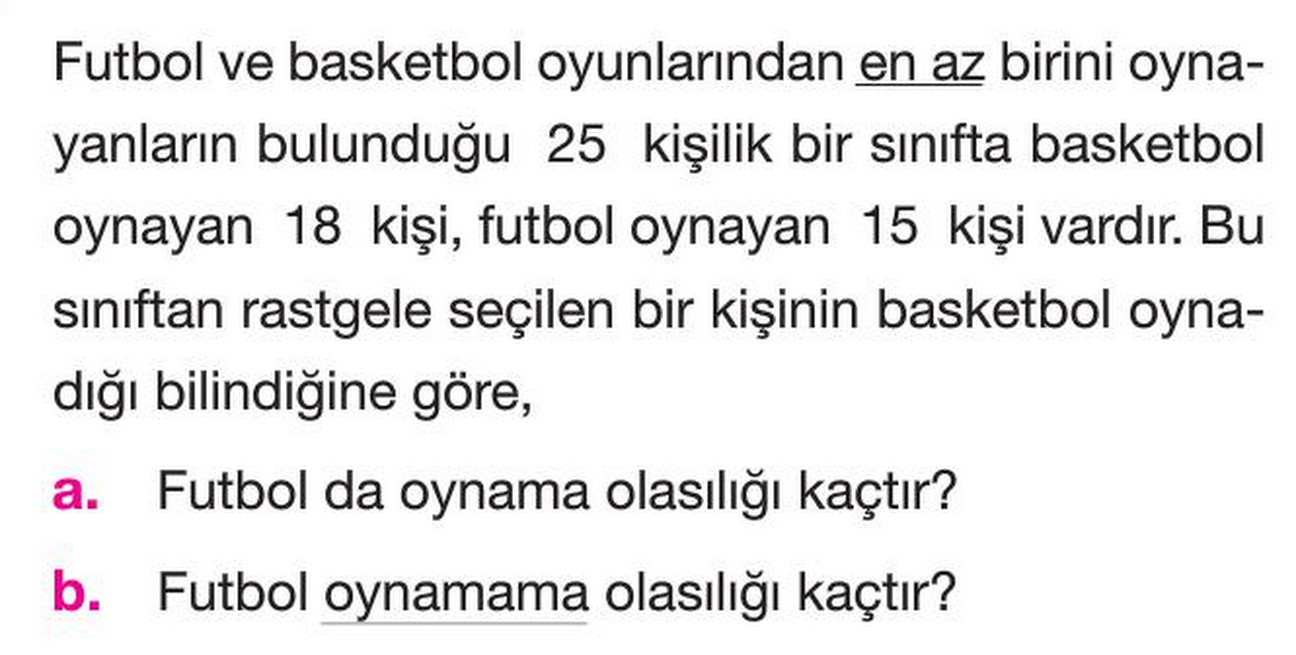 Futbol ve basketbol oyunlarından en az birini oyna-
yanların bulunduğu 25 kişilik bir sınıfta basketbol
oynayan 18 kişi, futbol oynayan 15 kişi vardır. Bu
sınıftan rastgele seçilen bir kişinin basketbol oyna-
dığı bilindiğine göre,
a. Futbol da oynama olasılığı kaçtır?
b. Futbol oynamama olasılığı kaçtır?